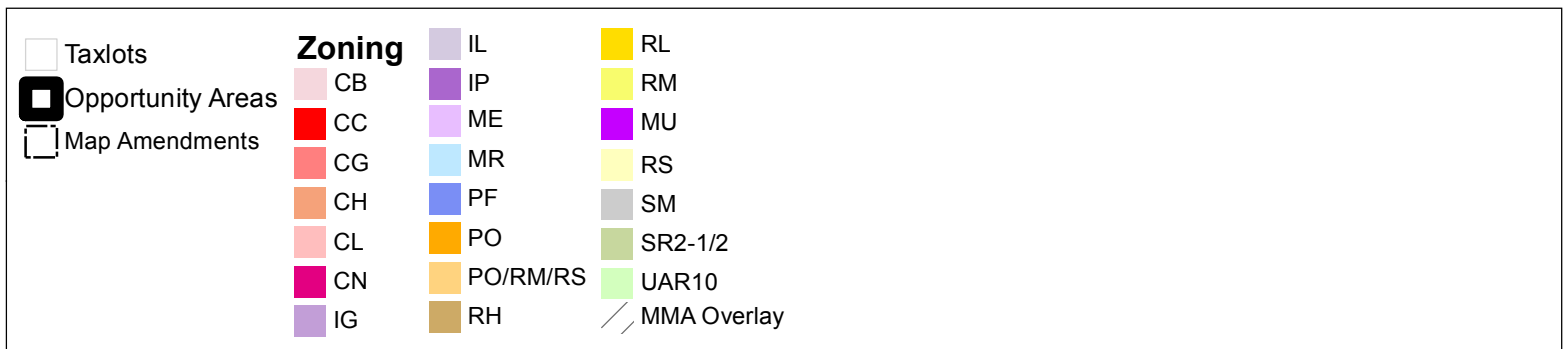 Taxlots
Opportunity Areas
Map Amendments
Zoning
CB
CC
CG
CH
CL
CN
IG
IL
IP
ME
MR
PF
PO
PO/RM/RS
RH
RL
RM
MU
RS
SM
SR2-1/2
UAR10
MMA Overlay